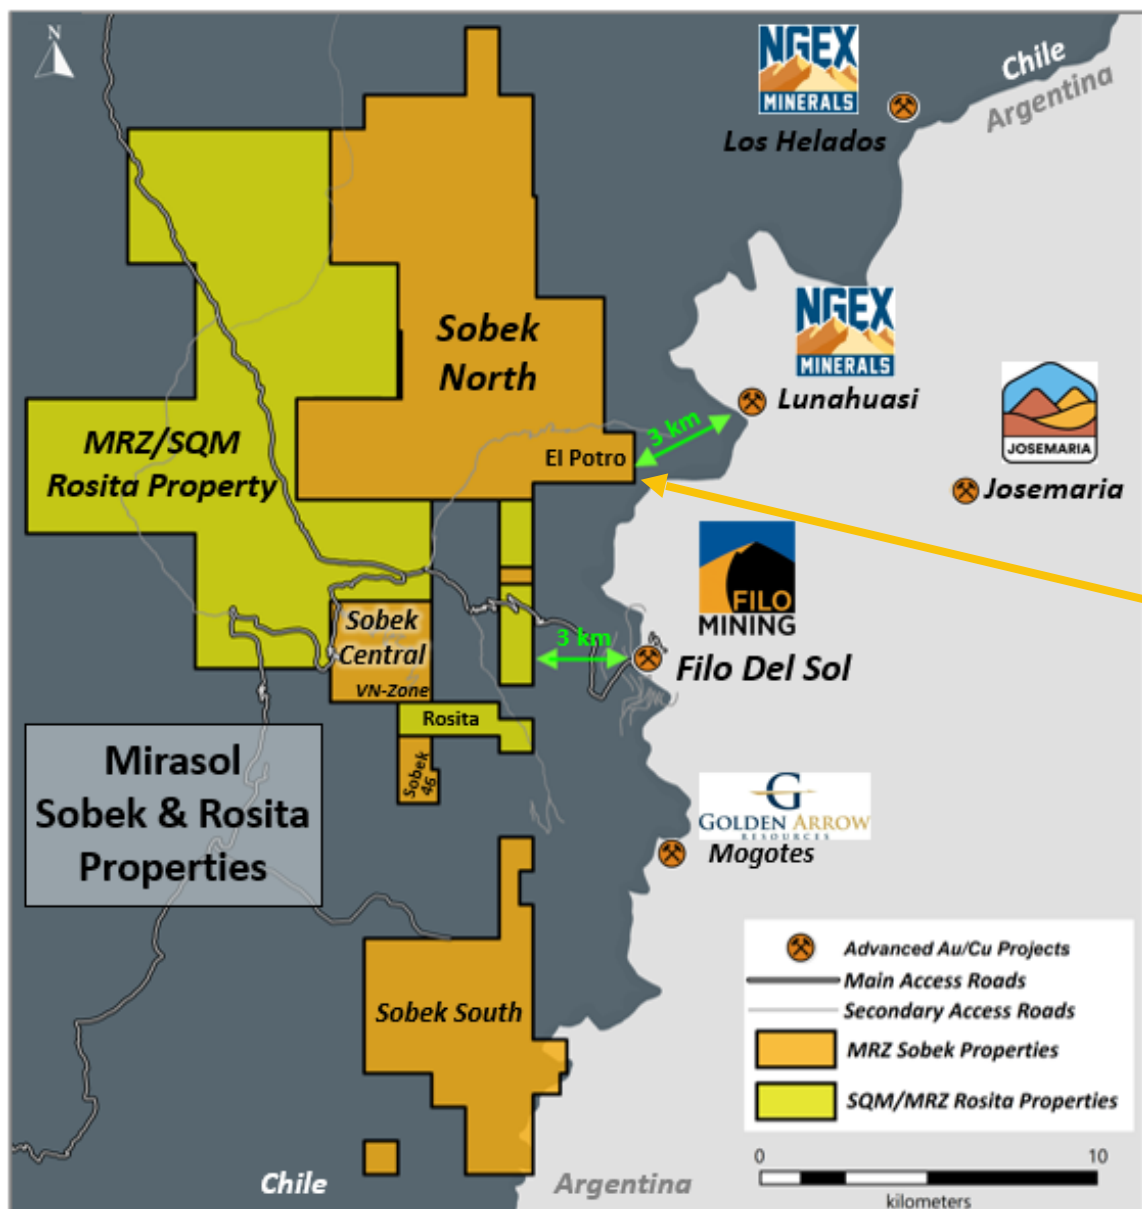 N
NGEX
MINERALS
Los Helados
Chile
Argentina
Sobek
North
NGEX
MINERALS
Lunahuasi
3 km
JOSEMARIA
Josemaria
MRZ/SQM
Rosita Property
El Potro
FILO
MINING
3 km
Filo Del Sol
Sobek
Central
VN-Zone
Rosita
Sobek
46
Mirasol
Sobek & Rosita
Properties
G
GOLDEN ARROW
RESOURCES
Mogotes
Sobek South
Advanced Au/Cu Projects
Main Access Roads
Secondary Access Roads
MRZ Sobek Properties
SQM/MRZ Rosita Properties
0 10
kilometers
Chile
Argentina